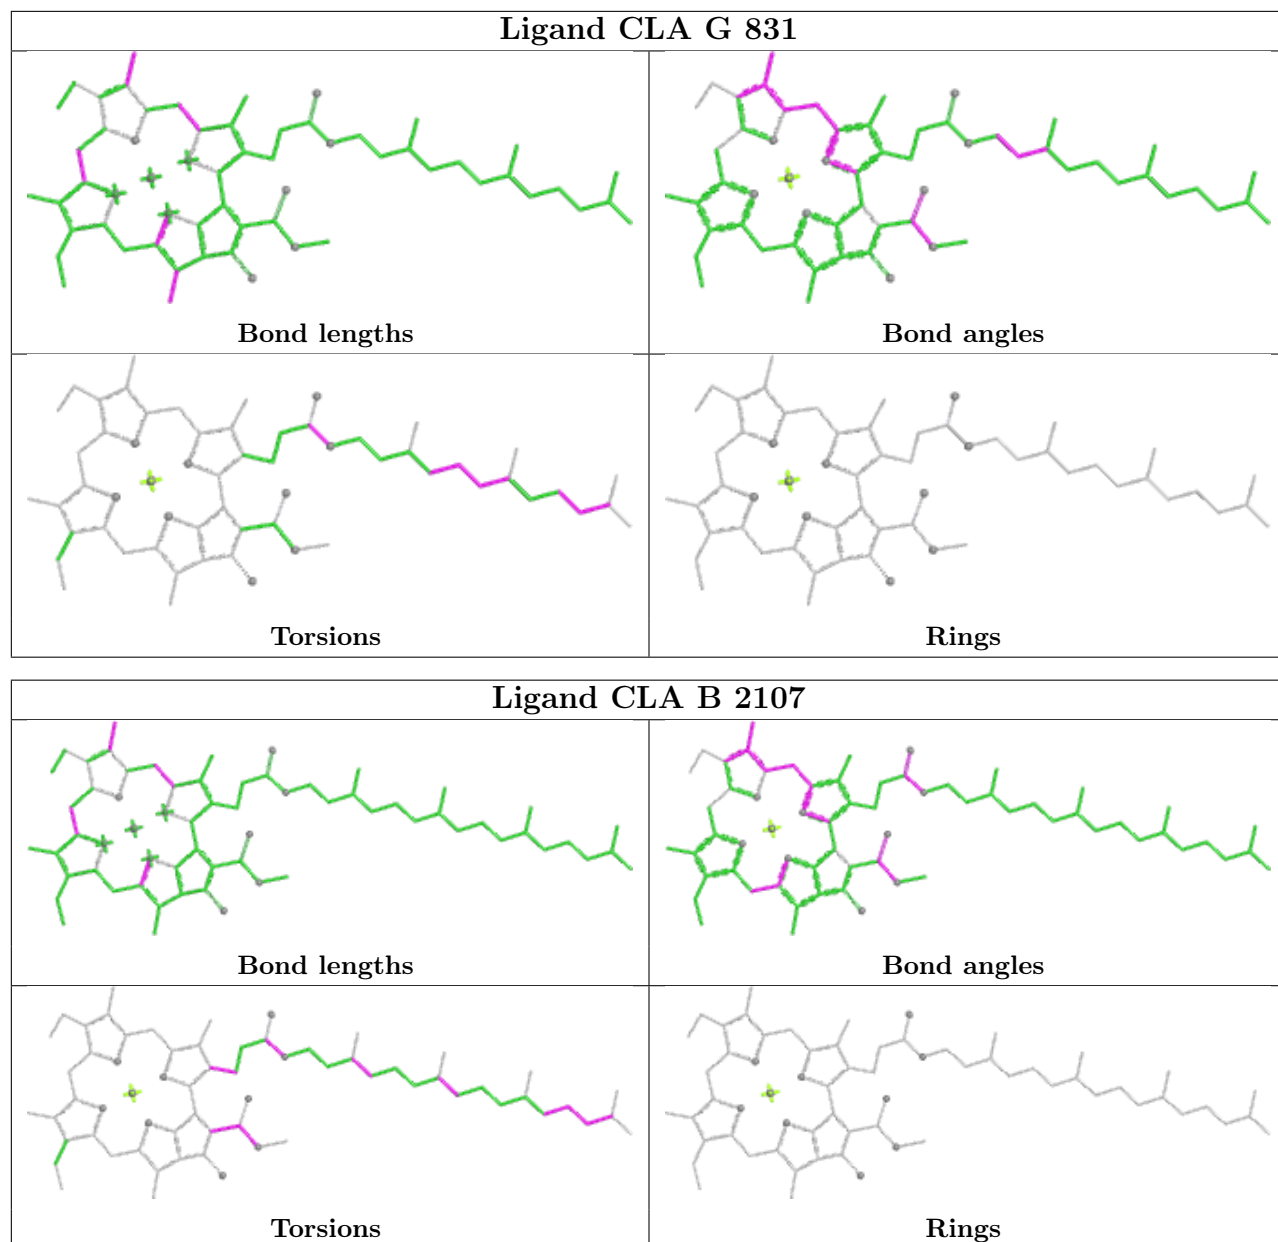 Ligand CLA G 831
Bond lengths
Bond angles
Torsions
Rings
Ligand CLA B 2107
Bond lengths
Bond angles
Torsions
Rings